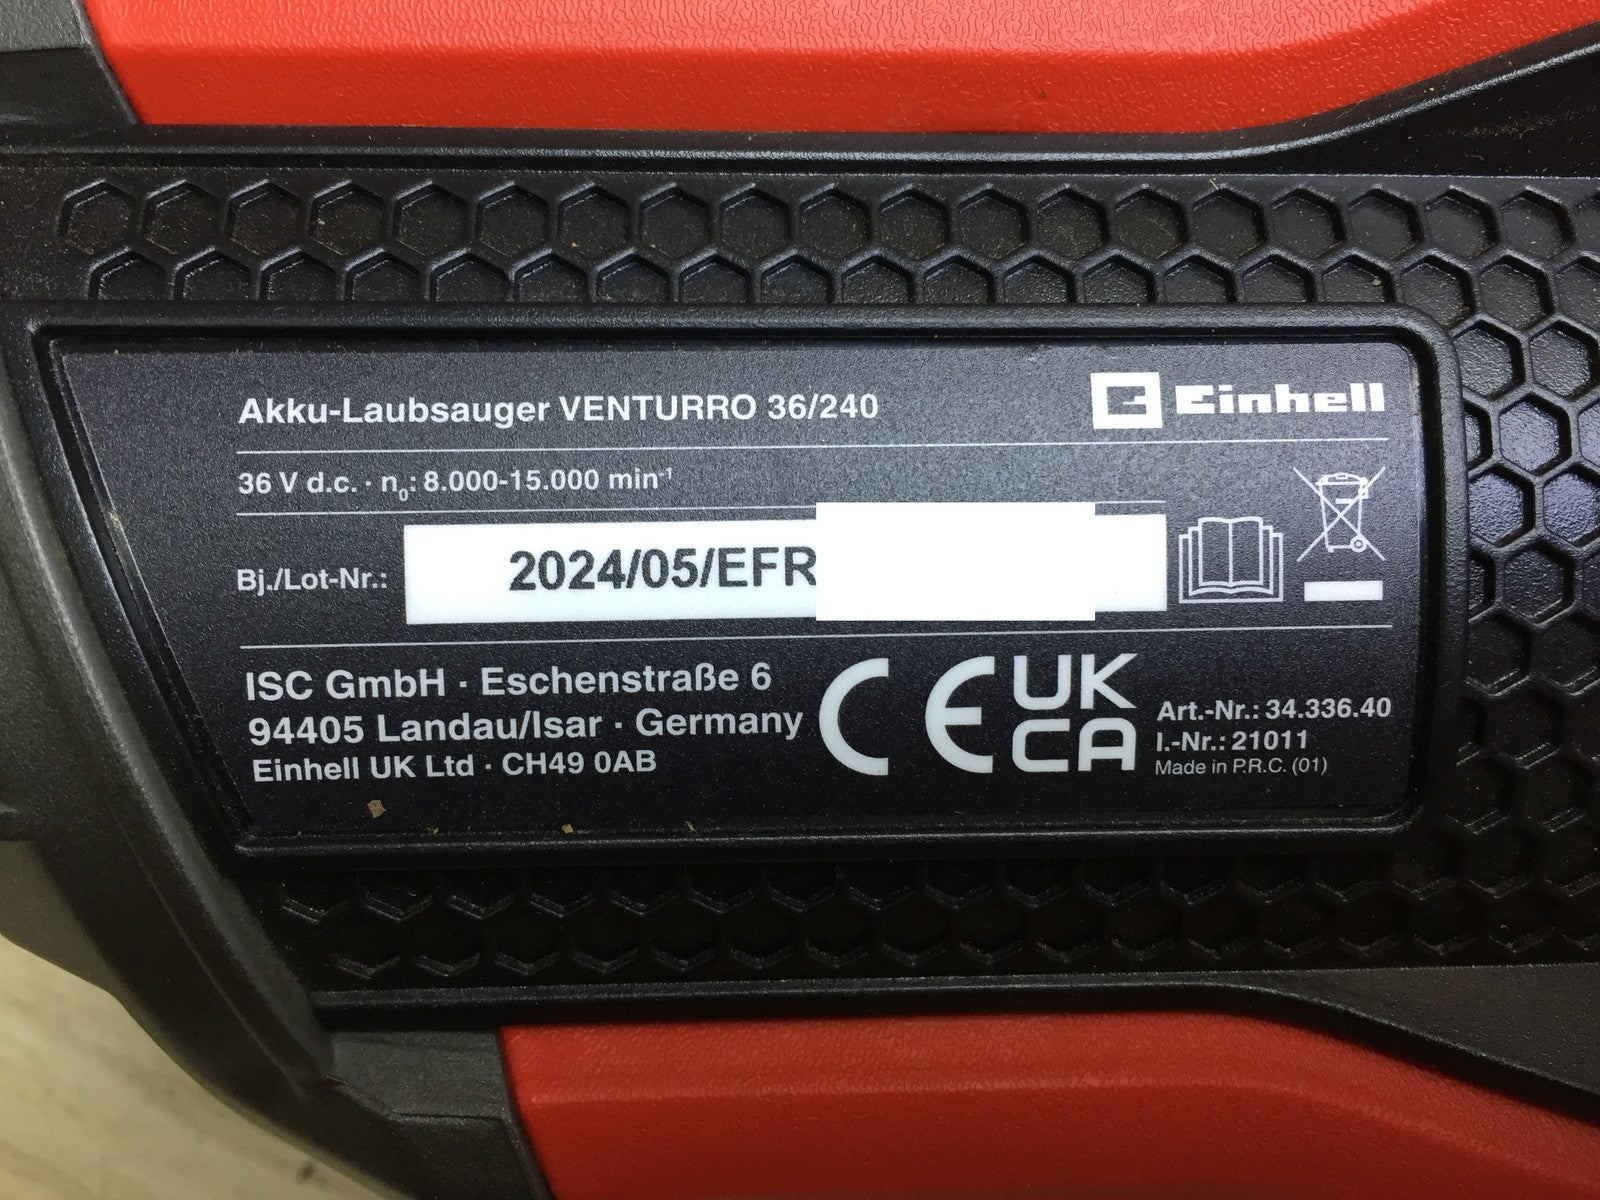 Akku-Laubsauger VENTURRO 36/240
Einhell
36 V d.c. · n₀: 8.000-15.000 min⁻¹
Bj./Lot-Nr.: 2024/05/EFR
ISC GmbH · Eschenstraße 6
94405 Landau/Isar · Germany
Einhell UK Ltd · CH49 0AB
CE
UK
CA
Art.-Nr.: 34.336.40
I.-Nr.: 21011
Made in P.R.C. (01)